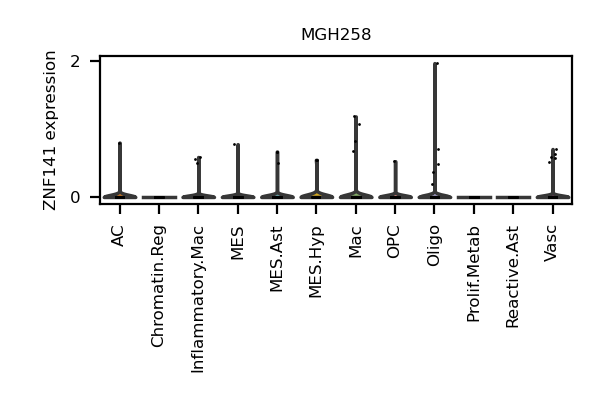 MGH258
ZNF141 expression
2
0
AC
Chromatin.Reg
Inflammatory.Mac
MES
MES.Ast
MES.Hyp
Mac
OPC
Oligo
Prolif.Metab
Reactive.Ast
Vasc